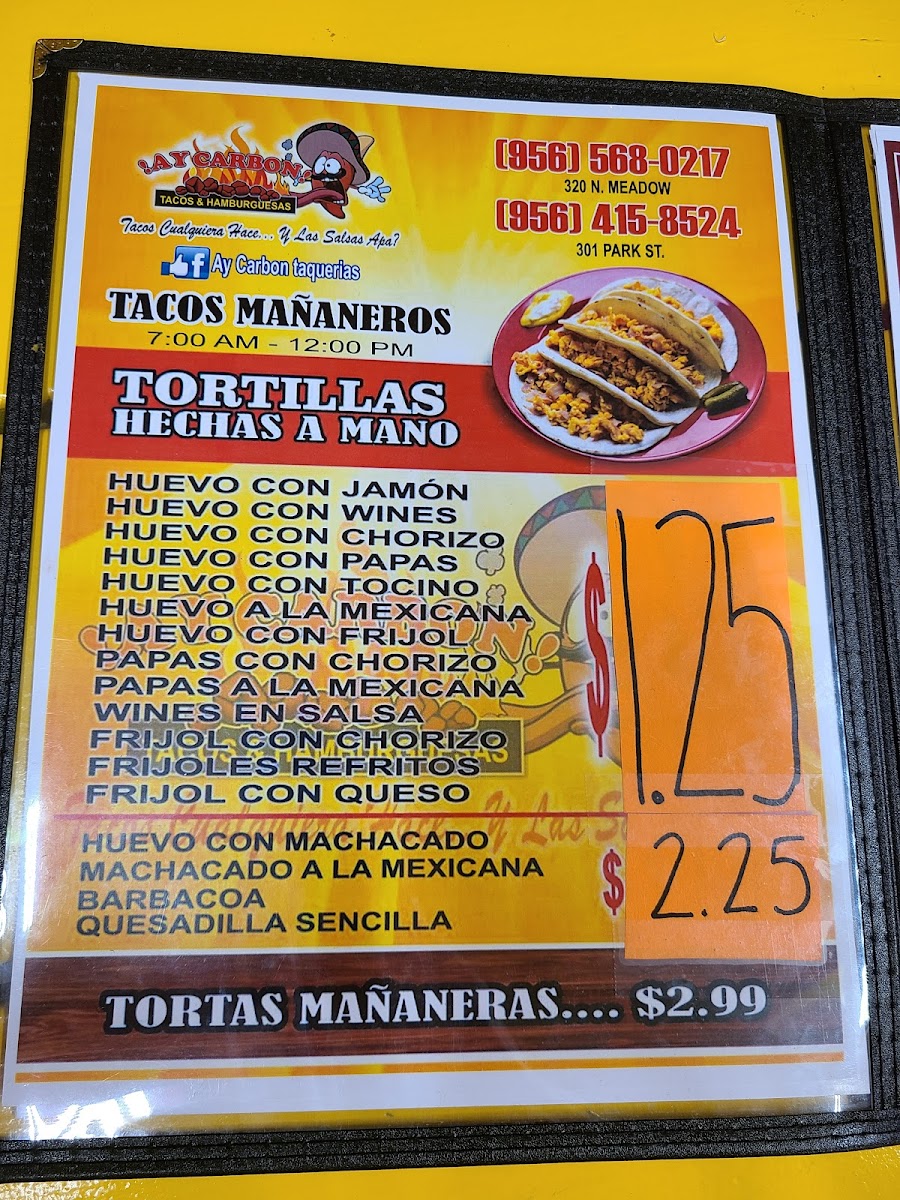 ¡AY CARBON!
TACOS & HAMBURGUESAS
Tacos Cualquiera Hace... Y Las Salsas Apa?
f Ay Carbon taquerias
(956) 568-0217
320 N. MEADOW
(956) 415-8524
301 PARK ST.
TACOS MAÑANEROS
7:00 AM - 12:00 PM
TORTILLAS
HECHAS A MANO
HUEVO CON JAMÓN
HUEVO CON WINES
HUEVO CON CHORIZO
HUEVO CON PAPAS
HUEVO CON TOCINO
HUEVO A LA MEXICANA
HUEVO CON FRIJOL
PAPAS CON CHORIZO
PAPAS A LA MEXICANA
WINES EN SALSA
FRIJOL CON CHORIZO
FRIJOLES REFRITOS
FRIJOL CON QUESO
$ 1.25
HUEVO CON MACHACADO
MACHACADO A LA MEXICANA
BARBACOA
QUESADILLA SENCILLA
$ 2.25
TORTAS MAÑANERAS.... $2.99